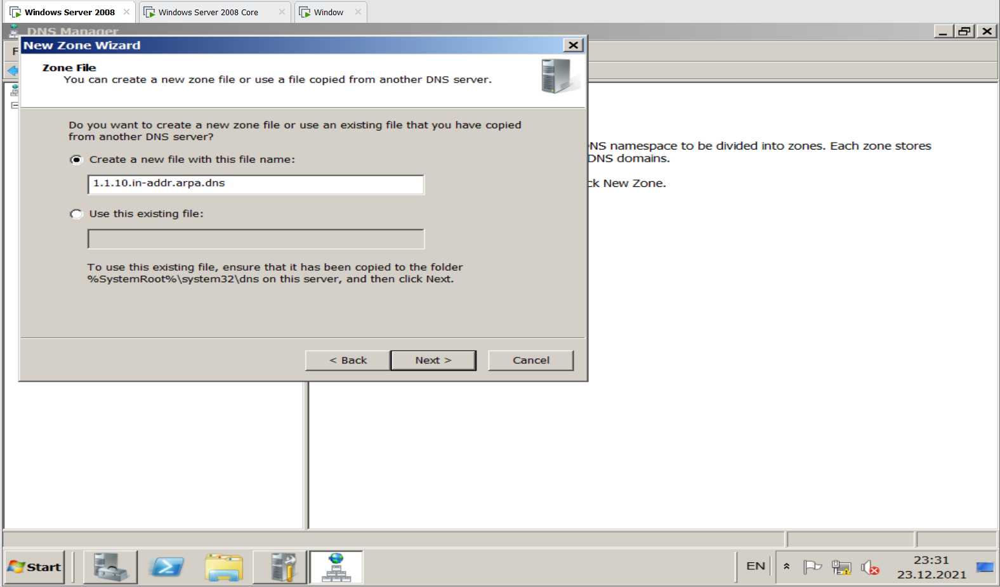 Windows Server 2008
Windows Server 2008 Core
Window
DNS Manager
New Zone Wizard
F
Zone File
You can create a new zone file or use a file copied from another DNS server.
Do you want to create a new zone file or use an existing file that you have copied
from another DNS server?
NS namespace to be divided into zones. Each zone stores
DNS domains.
Create a new file with this file name:
1.1.10.in-addr.arpa.dns
ck New Zone.
Use this existing file:
To use this existing file, ensure that it has been copied to the folder
%SystemRoot%\system32\dns on this server, and then click Next.
< Back
Next >
Cancel
Start
EN
23:31
23.12.2021